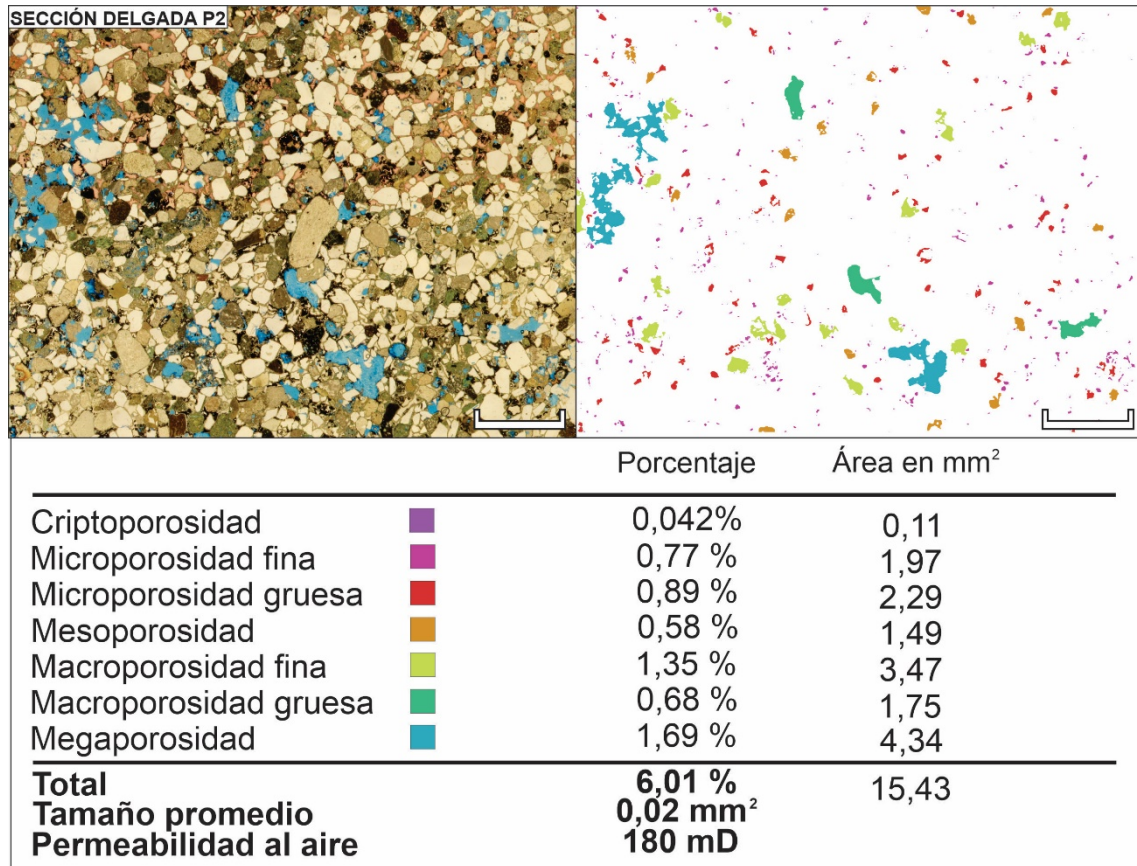 SECCIÓN DELGADA P2
Porcentaje Área en mm²
Criptoporosidad 0,042% 0,11
Microporosidad fina 0,77 % 1,97
Microporosidad gruesa 0,89 % 2,29
Mesoporosidad 0,58 % 1,49
Macroporosidad fina 1,35 % 3,47
Macroporosidad gruesa 0,68 % 1,75
Megaporosidad 1,69 % 4,34
Total 6,01 % 15,43
Tamaño promedio 0,02 mm²
Permeabilidad al aire 180 mD